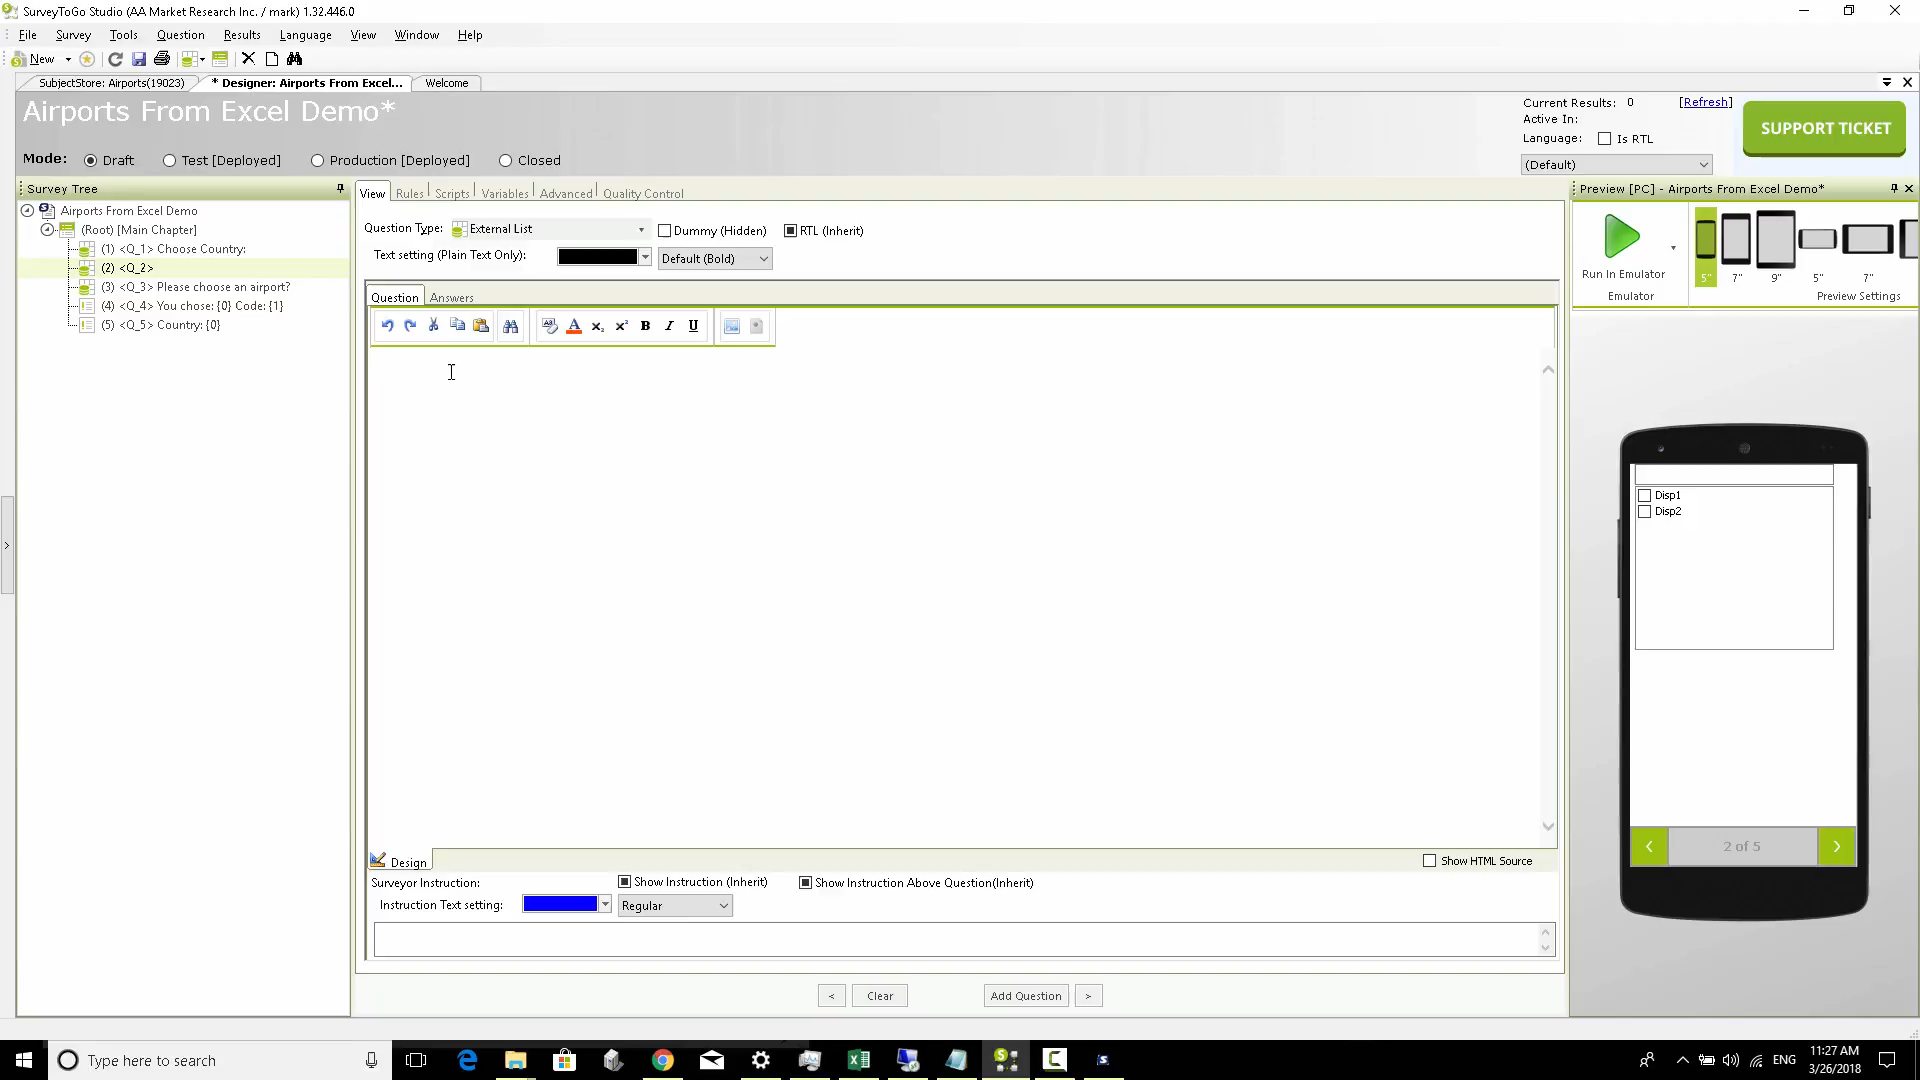 SurveyToGo Studio (AA Market Research Inc. / mark) 1.32.446.0
File Survey Tools Question Results Language View Window Help
New
SubjectStore: Airports(19023) * Designer: Airports From Excel... Welcome
Airports From Excel Demo*
Current Results: 0 [Refresh]
Active In:
Language: Is RTL
(Default)
SUPPORT TICKET
Mode: Draft Test [Deployed] Production [Deployed] Closed
Survey Tree
Airports From Excel Demo
(Root) [Main Chapter]
(1) <Q_1> Choose Country:
(2) <Q_2>
(3) <Q_3> Please choose an airport?
(4) <Q_4> You chose: {0} Code: {1}
(5) <Q_5> Country: {0}
View Rules Scripts Variables Advanced Quality Control
Question Type: External List Dummy (Hidden) RTL (Inherit)
Text setting (Plain Text Only): Default (Bold)
Question Answers
A x₂ x² B I U
Design
Show HTML Source
Surveyor Instruction: Show Instruction (Inherit) Show Instruction Above Question(Inherit)
Instruction Text setting: Regular
< Clear Add Question >
Preview [PC] - Airports From Excel Demo*
Run In Emulator
Emulator
5" 7" 9" 5" 7"
Preview Settings
Disp1
Disp2
< 2 of 5 >
Type here to search
ENG
11:27 AM
3/26/2018